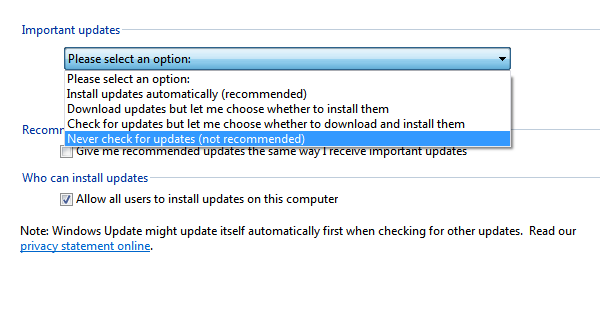 Important updates
Please select an option:
Please select an option:
Install updates automatically (recommended)
Download updates but let me choose whether to install them
Check for updates but let me choose whether to download and install them
Recom
Never check for updates (not recommended)
Give me recommended updates the same way I receive important updates
Who can install updates
Allow all users to install updates on this computer
Note: Windows Update might update itself automatically first when checking for other updates. Read our
privacy statement online.